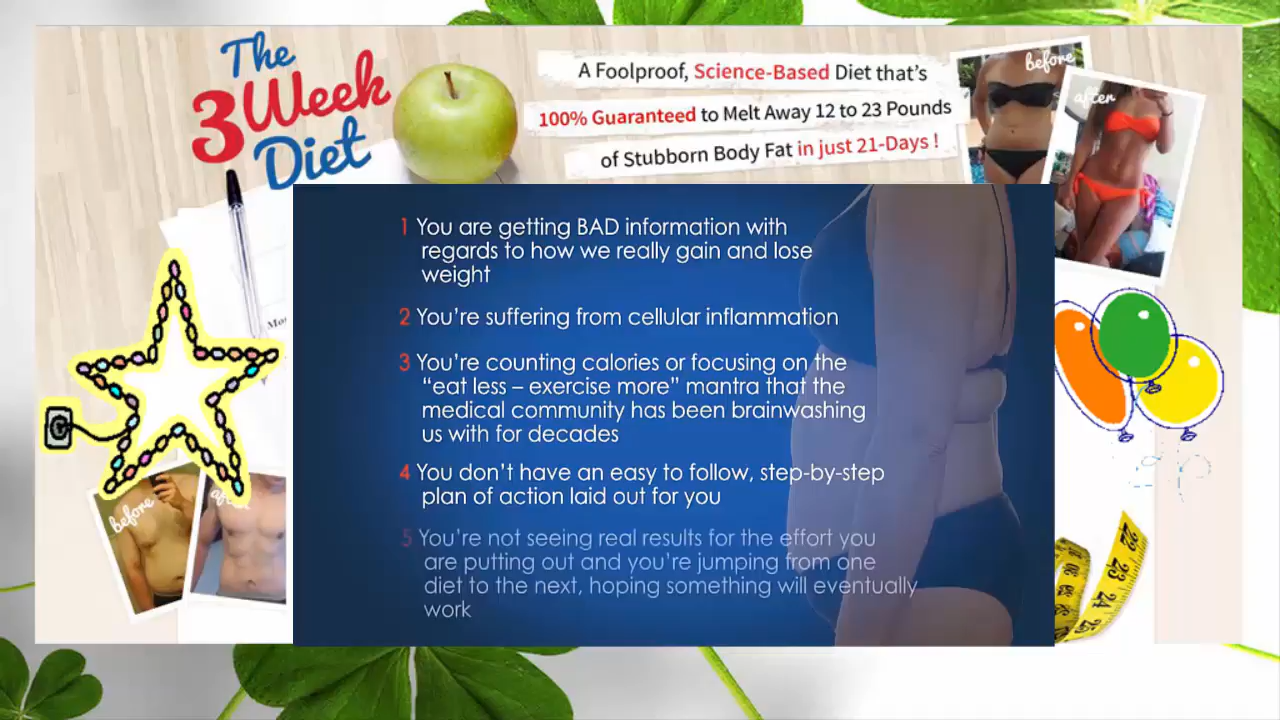 The
3 Week
Diet
A Foolproof, Science-Based Diet that's
100% Guaranteed to Melt Away 12 to 23 Pounds
of Stubborn Body Fat in just 21-Days !
before
after
1 You are getting BAD information with
regards to how we really gain and lose
weight
2 You're suffering from cellular inflammation
3 You're counting calories or focusing on the
“eat less – exercise more” mantra that the
medical community has been brainwashing
us with for decades
4 You don't have an easy to follow, step-by-step
plan of action laid out for you
5 You're not seeing real results for the effort you
are putting out and you're jumping from one
diet to the next, hoping something will eventually
work
before
22
23
24
25